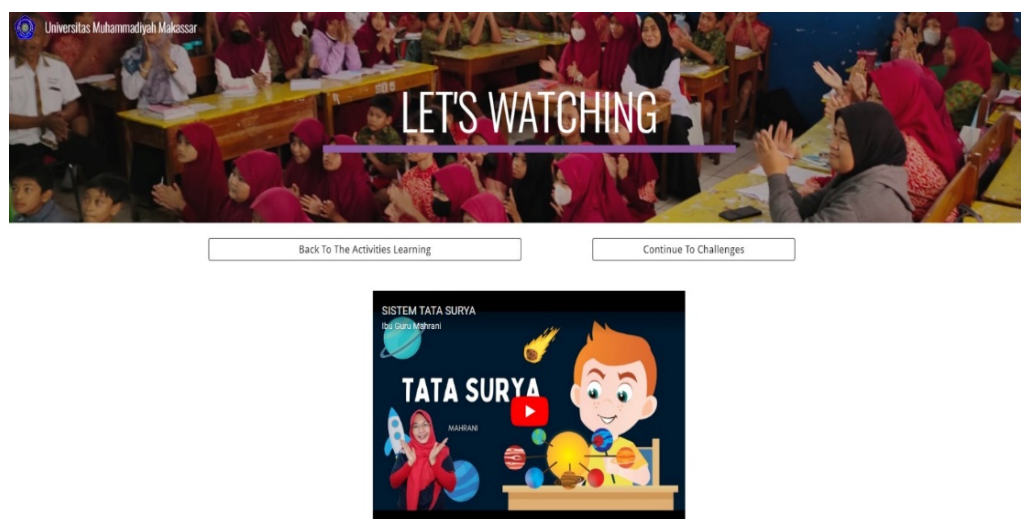 Universitas Muhammadiyah Makassar
LET'S WATCHING
Back To The Activities Learning
Continue To Challenges
SISTEM TATA SURYA
Ibu Guru Mahrani
TATA SURYA
MAHRANI